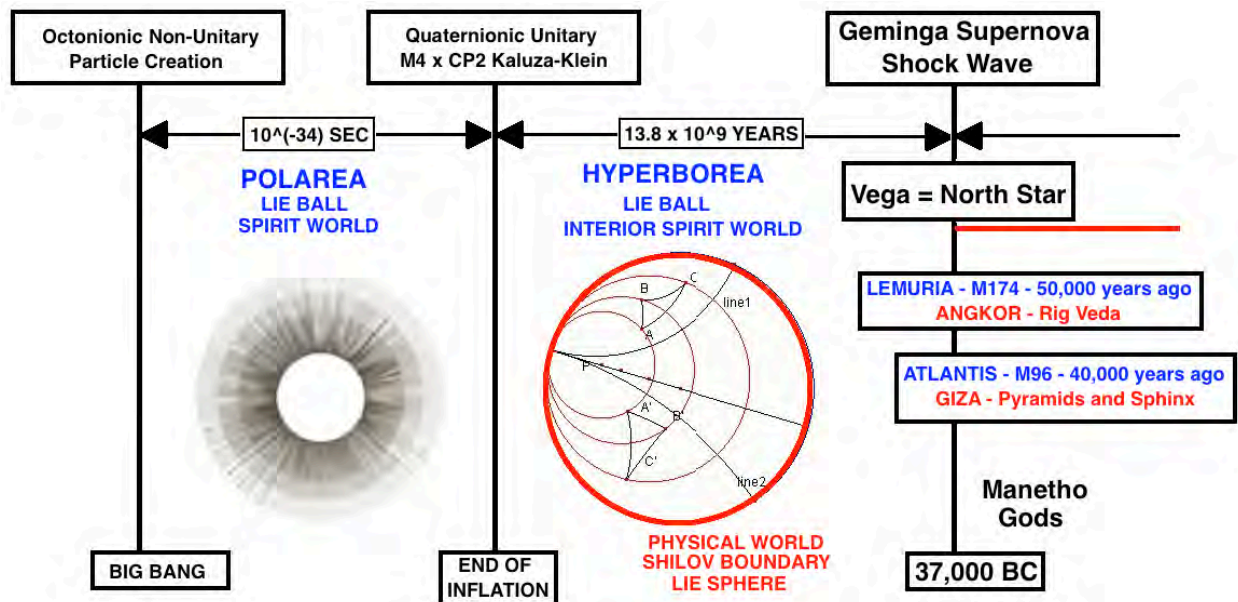 Octonionic Non-Unitary
Particle Creation
Quaternionic Unitary
M4 x CP2 Kaluza-Klein
Geminga Supernova
Shock Wave
10^(-34) SEC
13.8 x 10^9 YEARS
POLAREA
LIE BALL
SPIRIT WORLD
HYPERBOREA
LIE BALL
INTERIOR SPIRIT WORLD
Vega = North Star
C
B
line1
A
P
A'
B'
C'
line2
LEMURIA - M174 - 50,000 years ago
ANGKOR - Rig Veda
ATLANTIS - M96 - 40,000 years ago
GIZA - Pyramids and Sphinx
Manetho
Gods
PHYSICAL WORLD
SHILOV BOUNDARY
LIE SPHERE
BIG BANG
END OF
INFLATION
37,000 BC